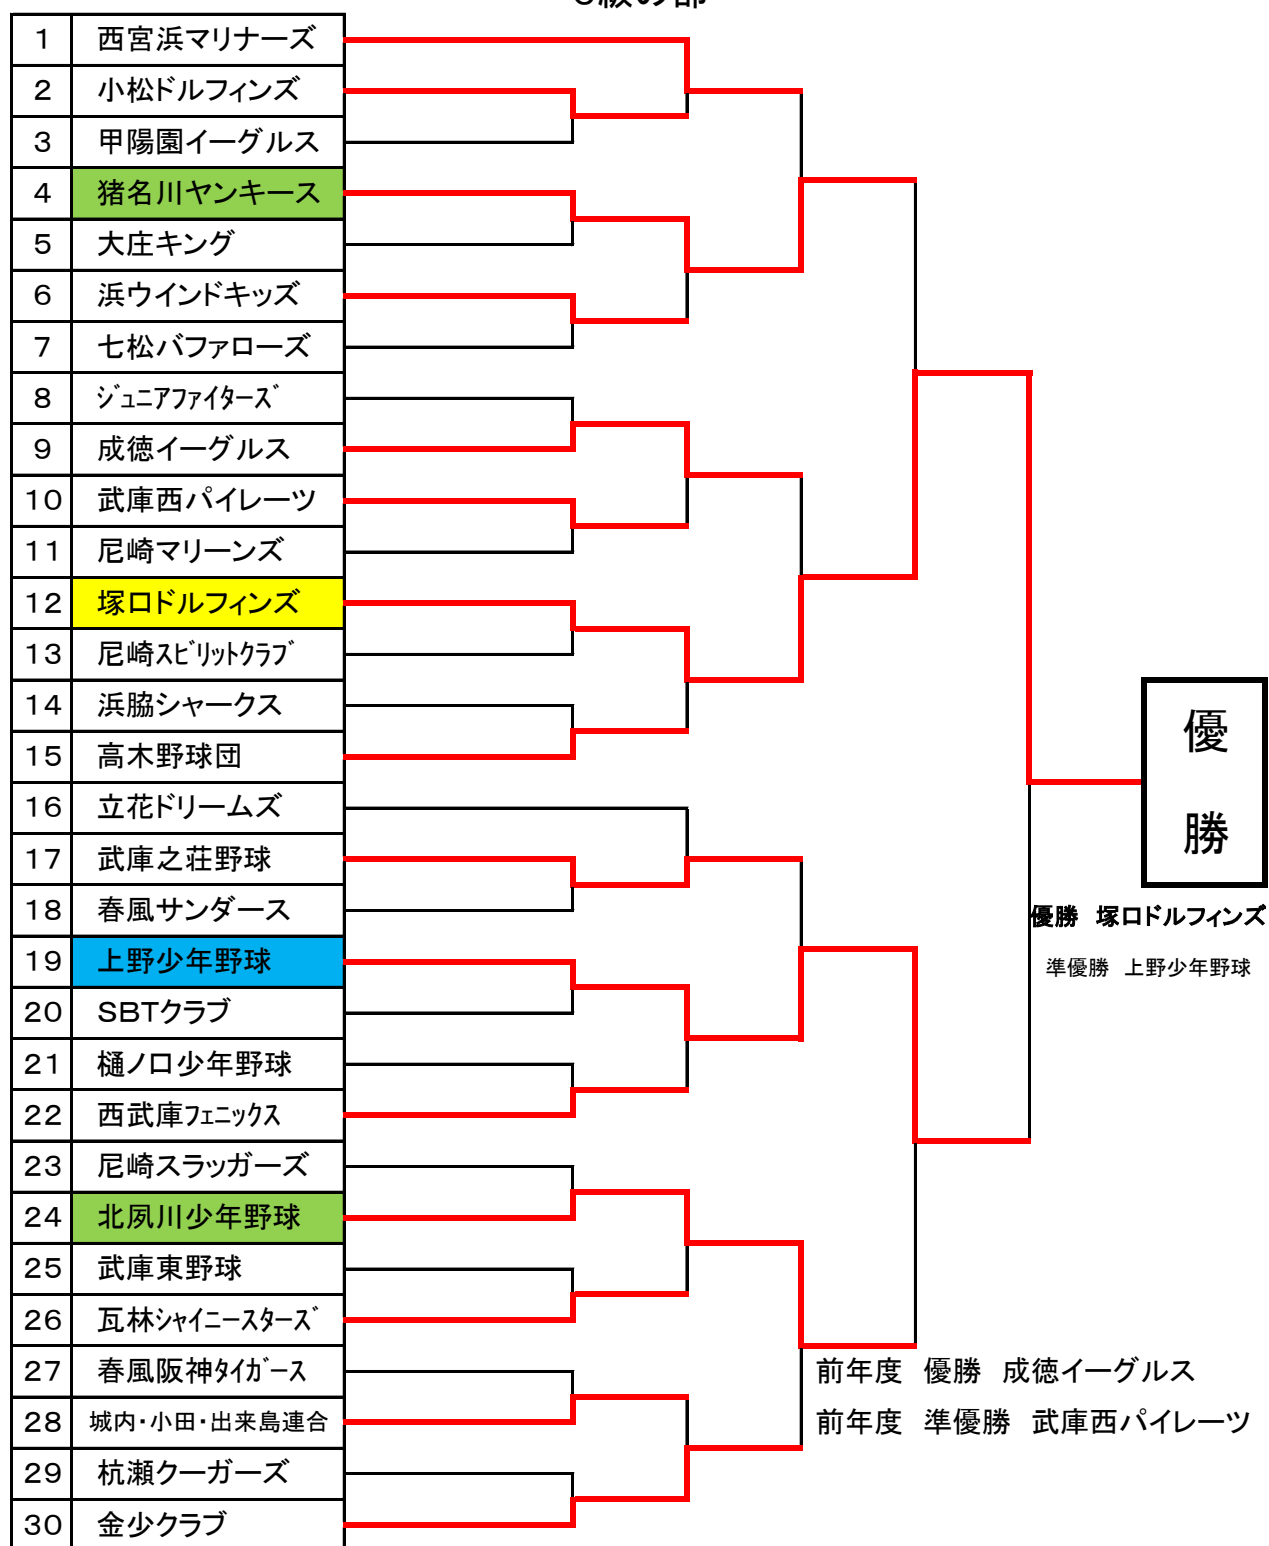 級の部
1 西宮浜マリナーズ
2 小松ドルフィンズ
3 甲陽園イーグルス
4 猪名川ヤンキース
5 大庄キング
6 浜ウインドキッズ
7 七松バファローズ
8 ｼﾞｭﾆｱﾌｧｲﾀｰｽﾞ
9 成徳イーグルス
10 武庫西パイレーツ
11 尼崎マリーンズ
12 塚口ドルフィンズ
13 尼崎ｽﾋﾟﾘｯﾄｸﾗﾌﾞ
14 浜脇シャークス
15 高木野球団
16 立花ドリームズ
17 武庫之荘野球
18 春風サンダース
19 上野少年野球
20 SBTクラブ
21 樋ノ口少年野球
22 西武庫ﾌｪﾆｯｸｽ
23 尼崎スラッガーズ
24 北夙川少年野球
25 武庫東野球
26 瓦林ｼｬｲﾆｰｽﾀｰｽﾞ
27 春風阪神ﾀｲｶﾞｰｽ
28 城内・小田・出来島連合
29 杭瀬クーガーズ
30 金少クラブ
優
勝
優勝 塚口ドルフィンズ
準優勝 上野少年野球
前年度 優勝 成徳イーグルス
前年度 準優勝 武庫西パイレーツ